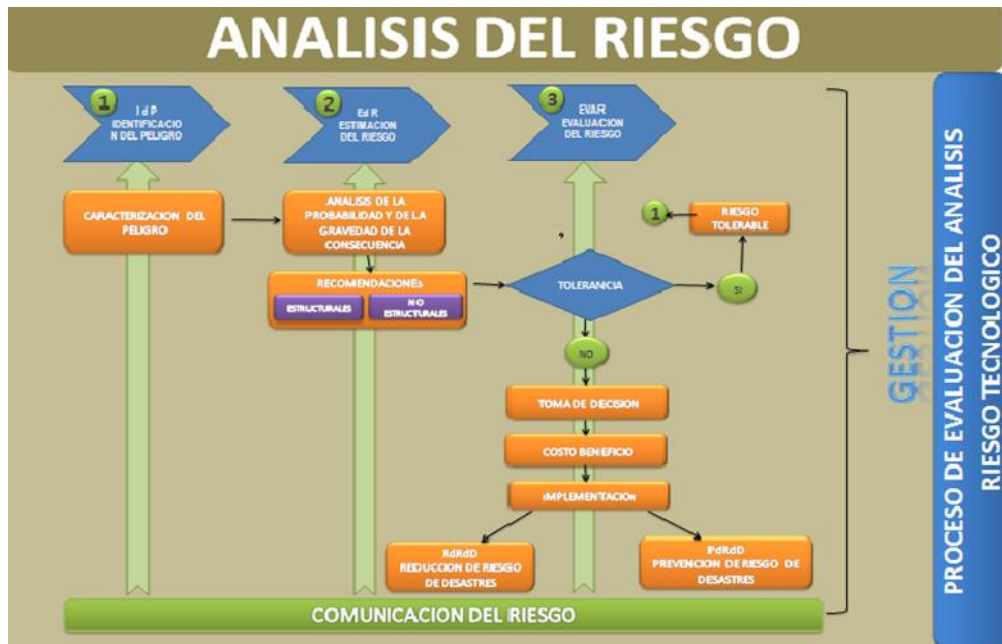 ANALISIS DEL RIESGO
1
I d P
IDENTIFICACIO
N DEL PELIGRO
2
EdR
ESTIMACION
DEL RIESGO
3
EVAR
EVALUACION
DEL RIESGO
CARACTERIZACION DEL
PELIGRO
ANALISIS DE LA
PROBABILIDAD Y DE LA
GRAVEDAD DE LA
CONSECUENCIA
1
RIESGO
TOLERABLE
RECOMENDACIONES
ESTRUCTURALES
NO
ESTRUCTURALES
TOLERANCIA
SI
NO
TOMA DE DIECISION
COSTO BENEFICIO
IMPLEMENTACION
RdRdD
REDUCCION DE RIESGO
DE DESASTRES
PdRdD
PREVENCION DE RIESGO DE
DESASTRES
COMUNICACION DEL RIESGO
GESTION
PROCESO DE EVALUACION DEL ANALISIS
RIESGO TECNOLOGICO